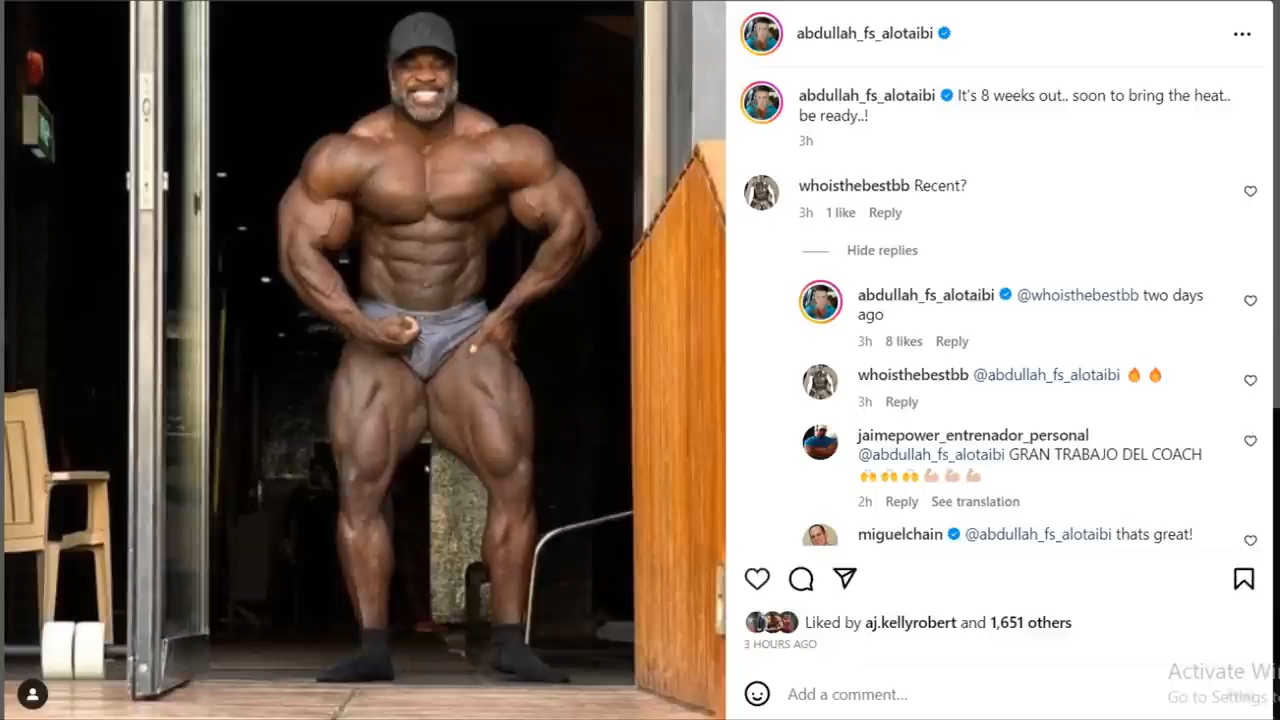 abdullah_fs_alotaibi
abdullah_fs_alotaibi It's 8 weeks out.. soon to bring the heat..
be ready..!
3h
whoisthebestbb Recent?
3h 1 like Reply
Hide replies
abdullah_fs_alotaibi @whoisthebestbb two days
ago
3h 8 likes Reply
whoisthebestbb @abdullah_fs_alotaibi 🔥 🔥
3h Reply
jaimepower_entrenador_personal
@abdullah_fs_alotaibi GRAN TRABAJO DEL COACH
🙌🙌🙌💪🏻💪🏻💪🏼
2h Reply See translation
miguelchain @abdullah_fs_alotaibi thats great!
Liked by aj.kellyrobert and 1,651 others
3 HOURS AGO
Add a comment...
Activate Wi
Go to Settings t